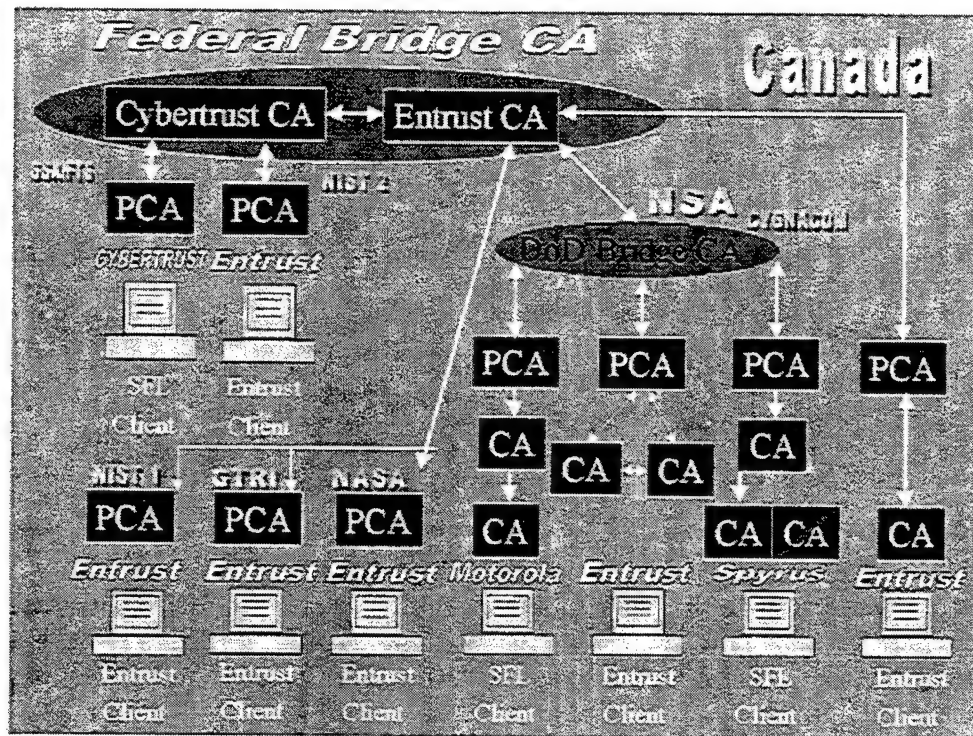 Federal Bridge CA
Canada
Cybertrust CA
Entrust CA
NIST 2
PCA
PCA
NSA
CYGNACOM
DoD Bridge CA
CYBERTRUST
Entrust
SFL
Client
Entrust
Client
PCA
PCA
PCA
PCA
CA
CA
CA
CA
NIST 1
GTRI
NASA
PCA
PCA
PCA
CA
CA
CA
CA
Entrust
Entrust
Entrust
Motorola
Entrust
Spyrus
Entrust
Entrust
Client
Entrust
Client
Entrust
Client
SFL
Client
Entrust
Client
Client
Entrust
Client